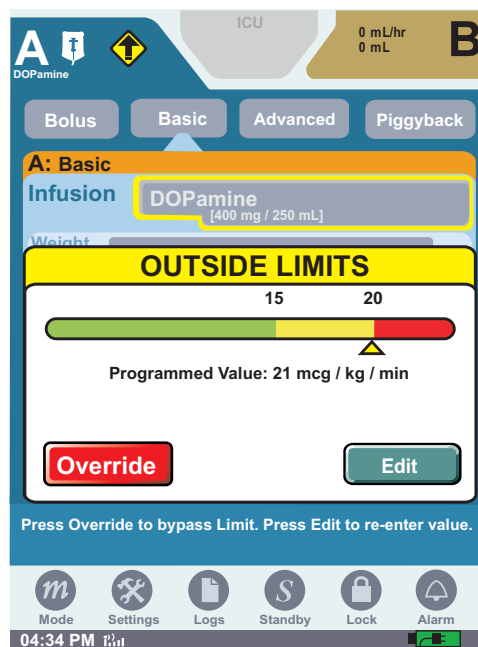 ICU
A
DOPamine
0 mL/hr
0 mL
B
Bolus
Basic
Advanced
Piggyback
A: Basic
Infusion
DOPamine
[400 mg / 250 mL]
Weight
OUTSIDE LIMITS
15 20
Programmed Value: 21 mcg / kg / min
Override
Edit
Press Override to bypass Limit. Press Edit to re-enter value.
m
S
Mode
Settings
Logs
Standby
Lock
Alarm
04:34 PM